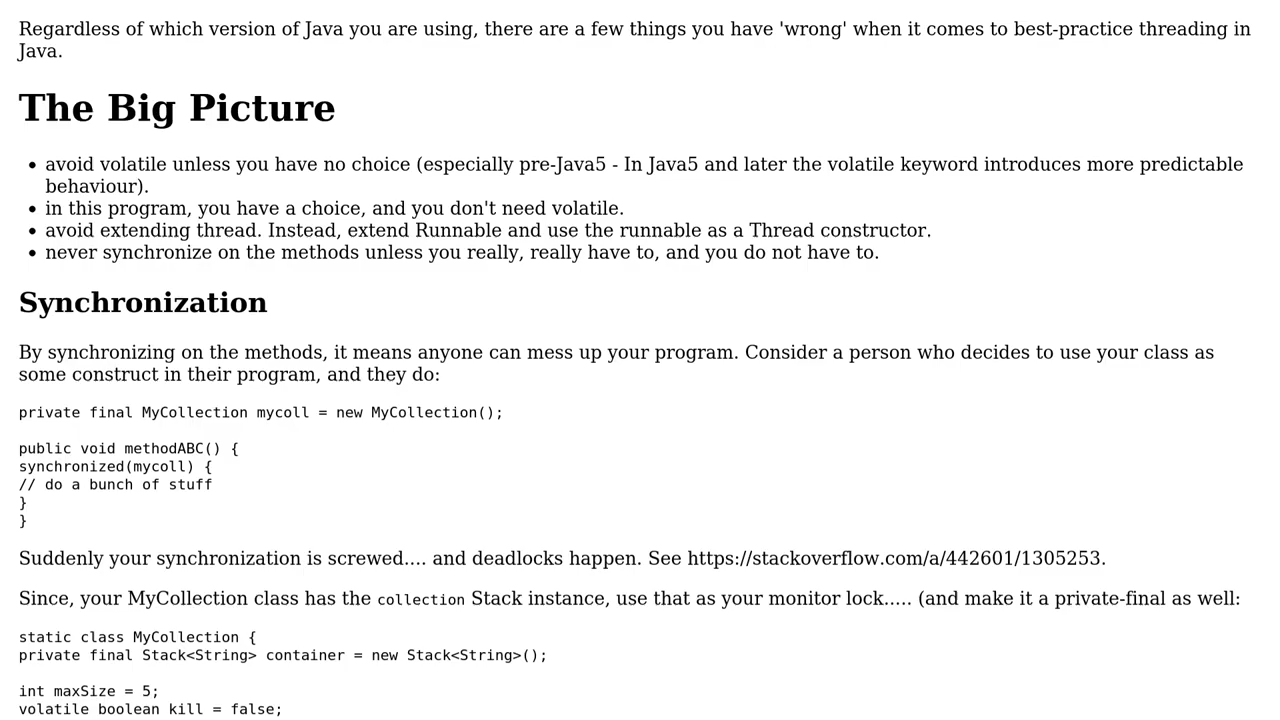 Regardless of which version of Java you are using, there are a few things you have 'wrong' when it comes to best-practice threading in
Java.
The Big Picture
• avoid volatile unless you have no choice (especially pre-Java5 - In Java5 and later the volatile keyword introduces more predictable
behaviour).
• in this program, you have a choice, and you don't need volatile.
• avoid extending thread. Instead, extend Runnable and use the runnable as a Thread constructor.
• never synchronize on the methods unless you really, really have to, and you do not have to.
Synchronization
By synchronizing on the methods, it means anyone can mess up your program. Consider a person who decides to use your class as
some construct in their program, and they do:
private final MyCollection mycoll = new MyCollection();
public void methodABC() {
synchronized(mycoll) {
// do a bunch of stuff
}
}
Suddenly your synchronization is screwed.... and deadlocks happen. See https://stackoverflow.com/a/442601/1305253.
Since, your MyCollection class has the collection Stack instance, use that as your monitor lock..... (and make it a private-final as well:
static class MyCollection {
private final Stack<String> container = new Stack<String>();
int maxSize = 5;
volatile boolean kill = false;